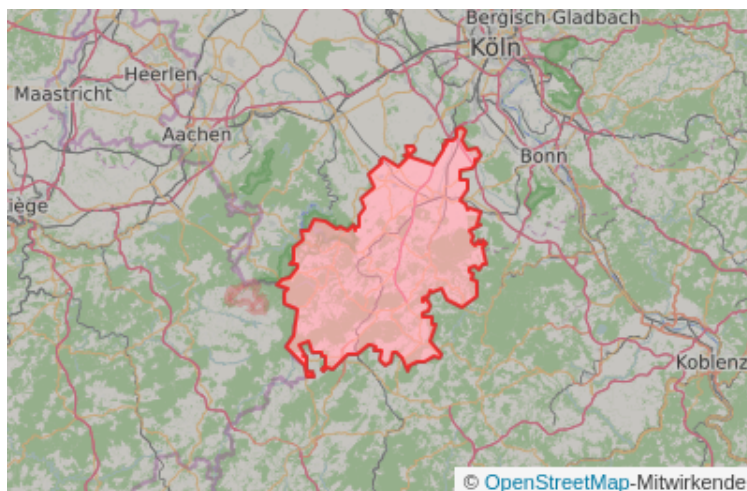 Bergisch Gladbach
Köln
Heerlen
Maastricht
Aachen
Bonn
iège
Koblenz
© OpenStreetMap-Mitwirkende